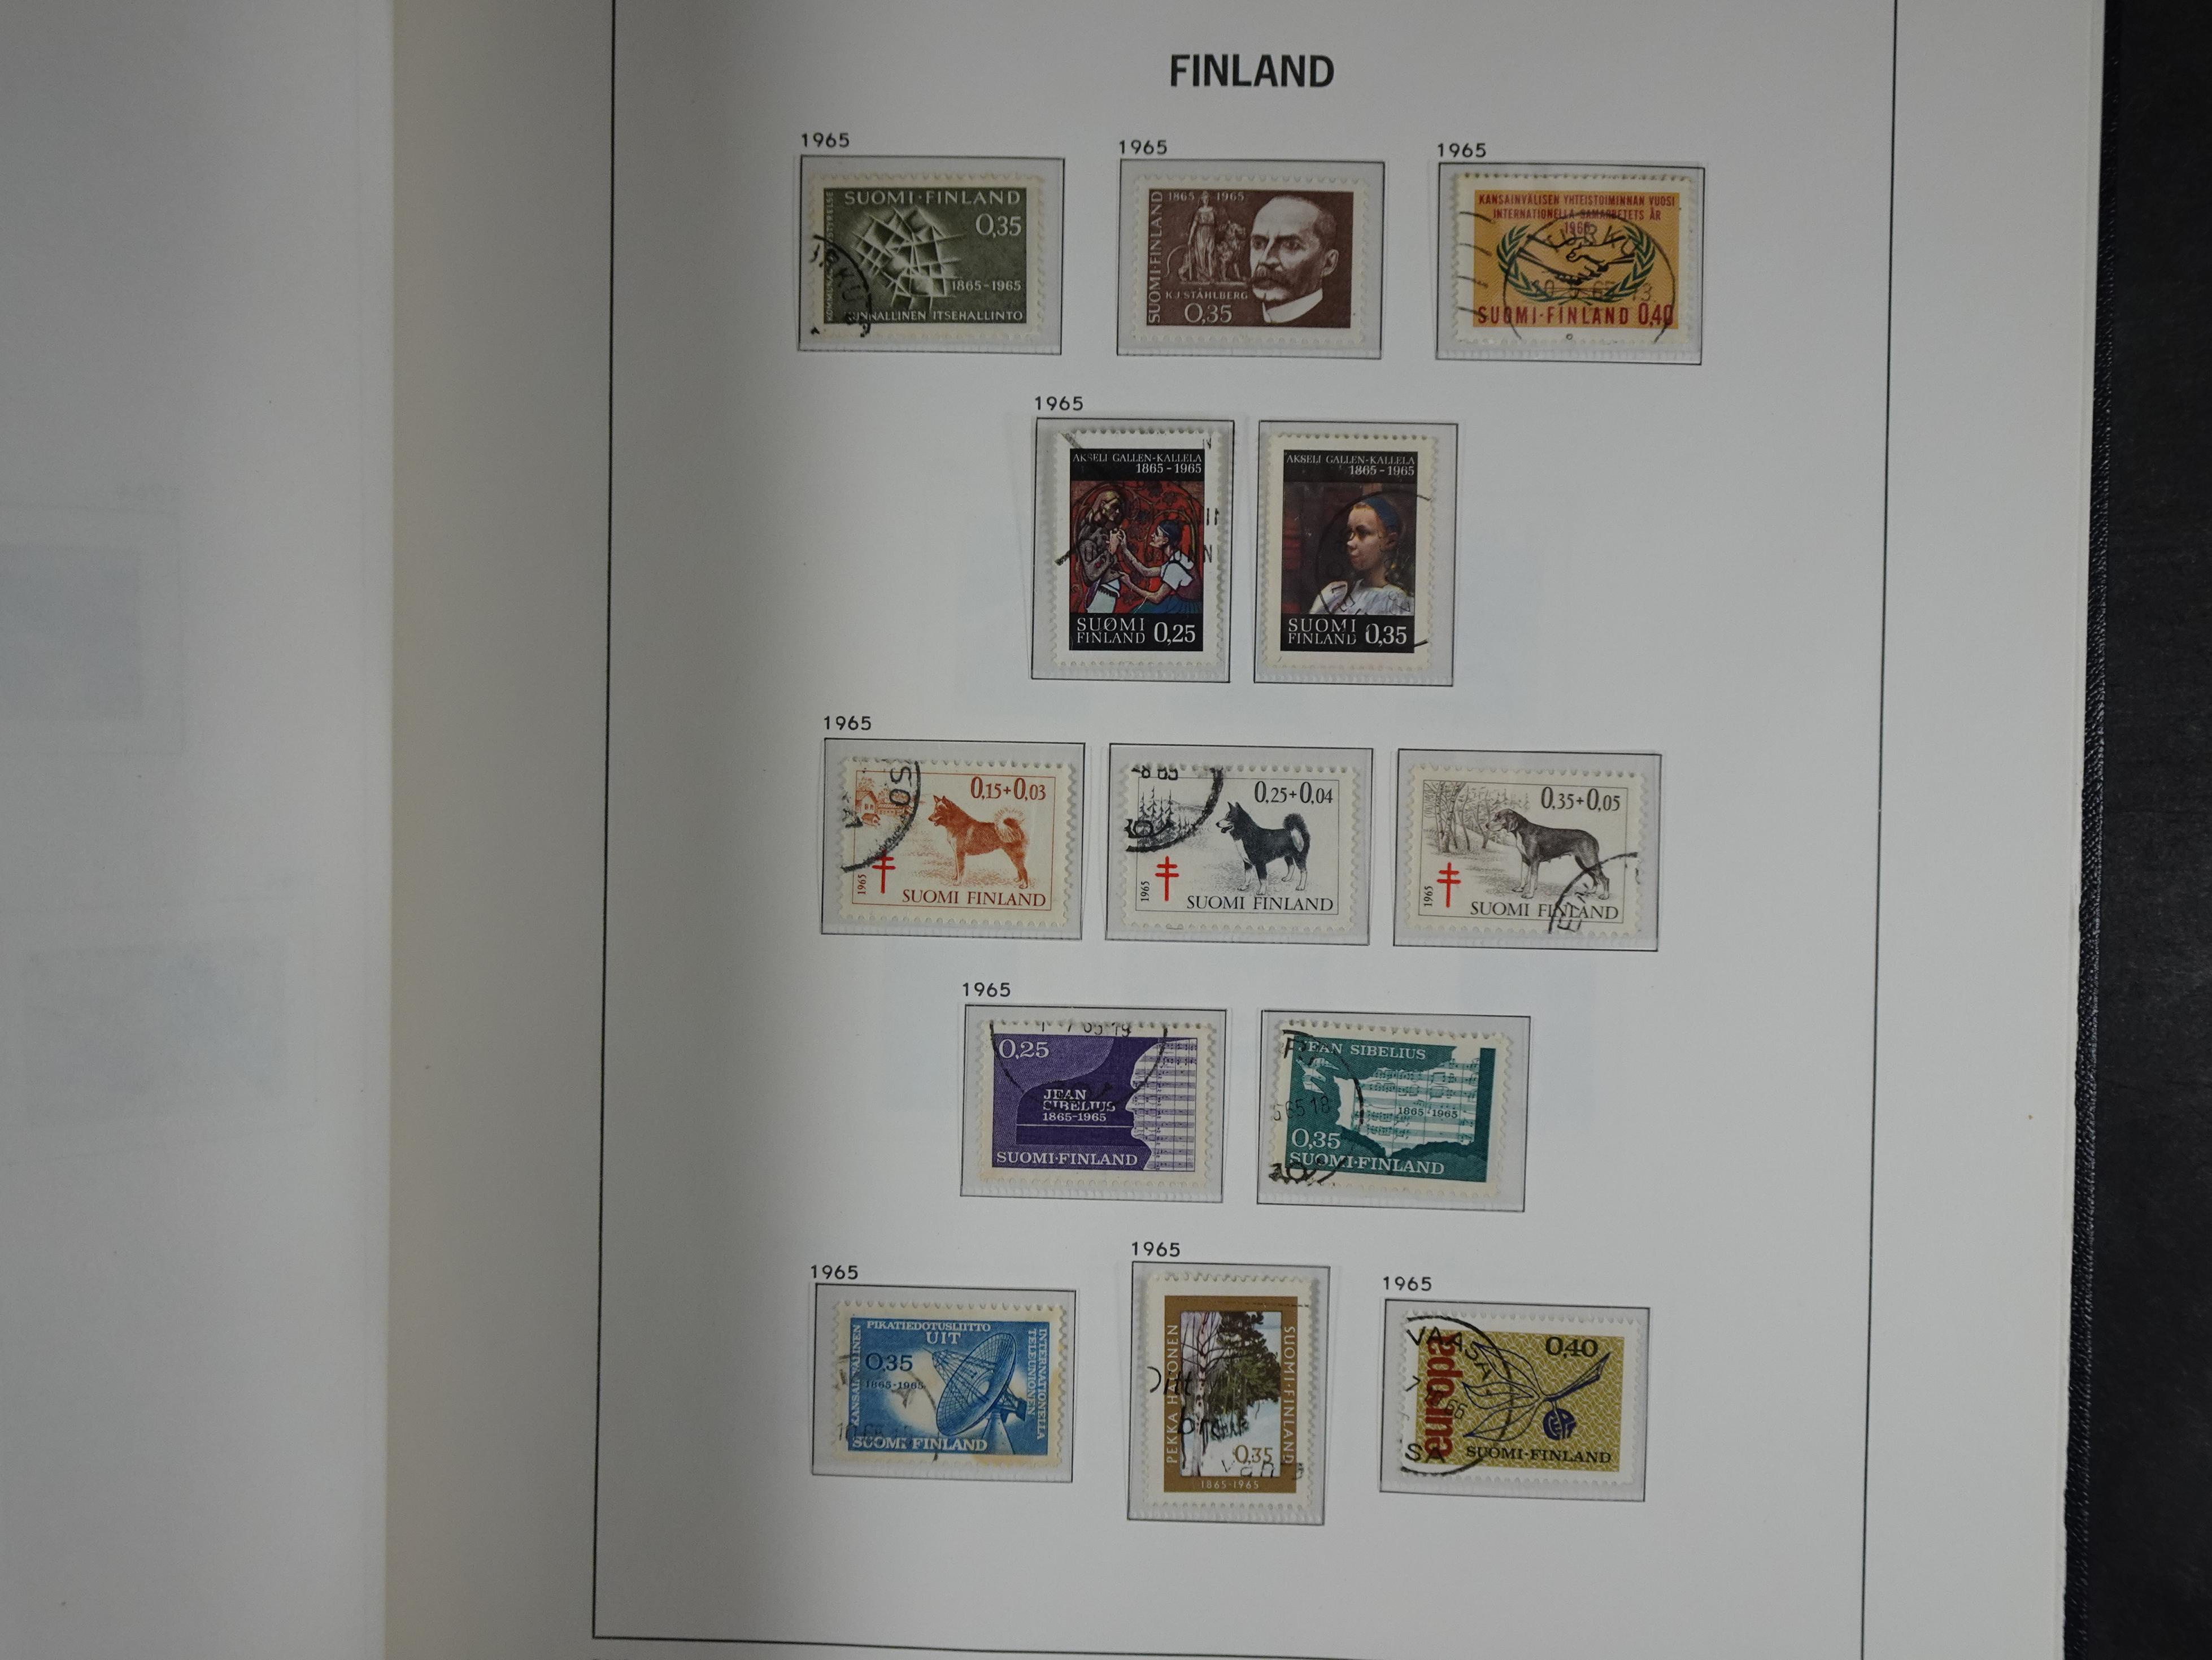 FINLAND
1965
1965
1965
SUOMI·FINLAND
0,35
1865-1965
KUNNALLINEN ITSEHALLINTO
1865 1965
SUOMI·FINLAND
K J STÅHLBERG
0,35
KANSAINVÄLISEN YHTEISTOIMINNAN VUOSI
INTERNATIONELLA SAMARBETETS ÅR
1965
SUOMI·FINLAND 0,40
1965
AKSELI GALLEN-KALLELA
1865-1965
SUOMI
FINLAND 0,25
AKSELI GALLEN-KALLELA
1865-1965
SUOMI
FINLAND 0,35
1965
0,15+0,03
1965
SUOMI FINLAND
0,25+0,04
1965
SUOMI FINLAND
0,35+0,05
1965
SUOMI FINLAND
1965
0,25
JEAN
SIBELIUS
1865-1965
SUOMI·FINLAND
JEAN SIBELIUS
1865·1965
0,35
SUOMI·FINLAND
1965
1965
1965
PIKATIEDOTUSLIITTO
UIT
KANSAINVÄLINEN
0,35
1865-1965
INTERNATIONELLA
TELEUNIONEN
SUOMI FINLAND
PEKKA HALONEN
SUOMI·FINLAND
0,35
1865-1965
VAASA
0,40
europa
SUOMI-FINLAND